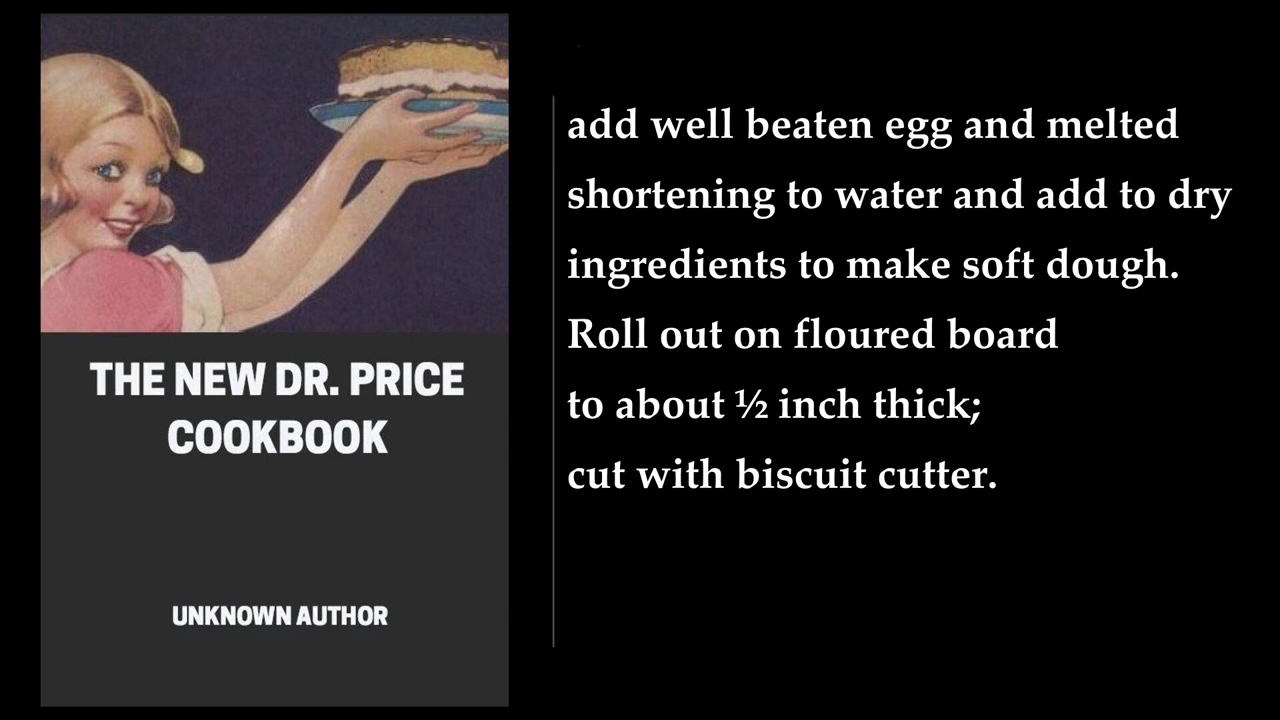 THE NEW DR. PRICE
COOKBOOK
UNKNOWN AUTHOR
add well beaten egg and melted
shortening to water and add to dry
ingredients to make soft dough.
Roll out on floured board
to about ½ inch thick;
cut with biscuit cutter.